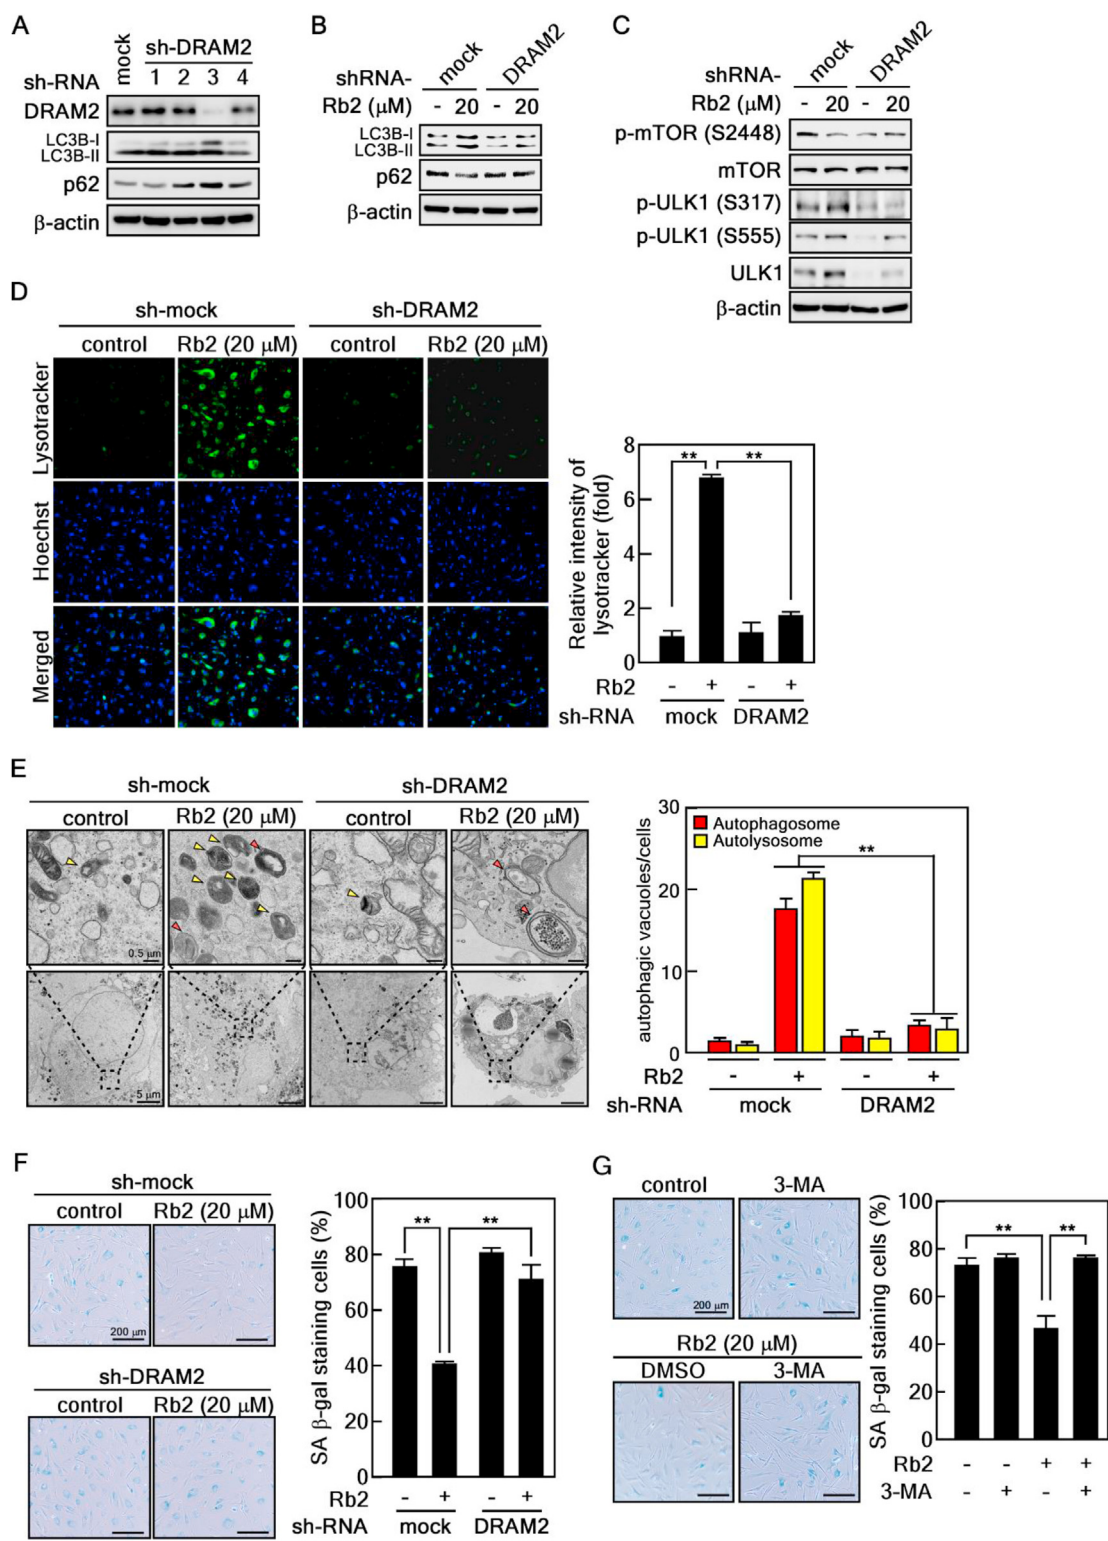 A
mock
sh-DRAM2
sh-RNA
1 2 3 4
DRAM2
LC3B-I
LC3B-II
p62
β-actin
B
shRNA-
mock
DRAM2
Rb2 (μM)
- 20 - 20
LC3B-I
LC3B-II
p62
β-actin
C
shRNA-
mock
DRAM2
Rb2 (μM)
- 20 - 20
p-mTOR (S2448)
mTOR
p-ULK1 (S317)
p-ULK1 (S555)
ULK1
β-actin
D
sh-mock
sh-DRAM2
control
Rb2 (20 μM)
control
Rb2 (20 μM)
Lysotracker
Hoechst
Merged
Relative intensity of
lysotracker (fold)
8
6
4
2
0
**
**
Rb2
- + - +
sh-RNA
mock
DRAM2
E
sh-mock
sh-DRAM2
control
Rb2 (20 μM)
control
Rb2 (20 μM)
0.5 μm
5 μm
autophagic vacuoles/cells
30
20
10
0
Autophagosome
Autolysosome
**
Rb2
- + - +
sh-RNA
mock
DRAM2
F
sh-mock
control
Rb2 (20 μM)
200 μm
sh-DRAM2
control
Rb2 (20 μM)
SA β-gal staining cells (%)
100
80
60
40
20
0
**
**
Rb2
- + - +
sh-RNA
mock
DRAM2
G
control
3-MA
200 μm
Rb2 (20 μM)
DMSO
3-MA
SA β-gal staining cells (%)
100
80
60
40
20
0
**
**
Rb2
- - + +
3-MA
- + - +